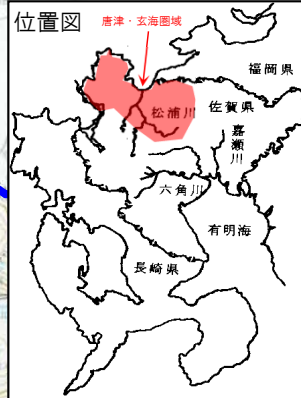 位置図
唐津・玄海圏域
福岡県
佐賀県
松浦川
嘉瀬川
六角川
有明海
長崎県